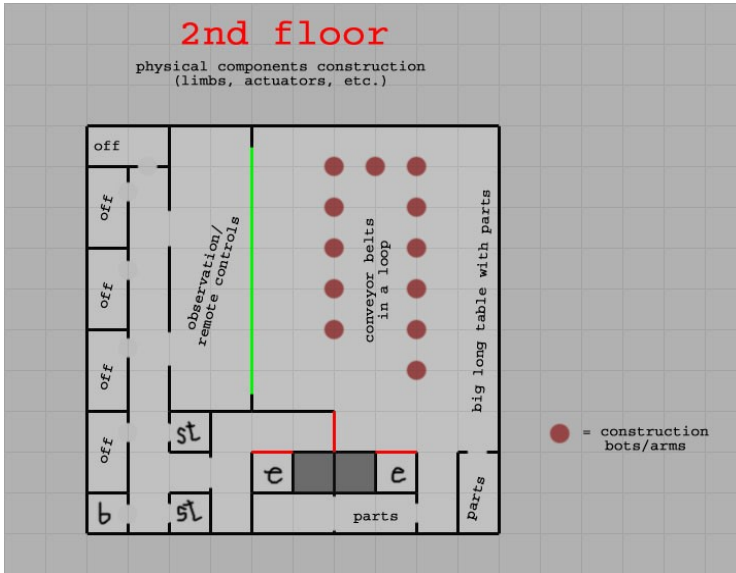 2nd floor
physical components construction
(limbs, actuators, etc.)
off
off
off
off
off
b
observation/
remote controls
st
st
conveyor belts
in a loop
big long table with parts
e
e
parts
parts
= construction
bots/arms